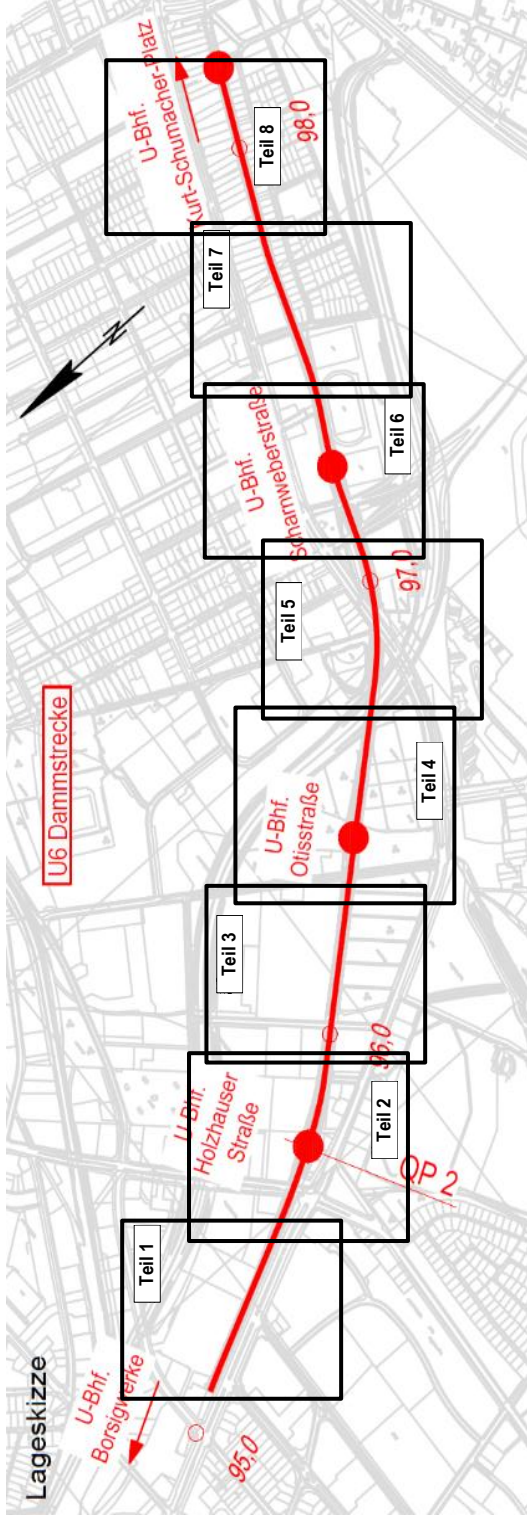 Lageskizze
U6 Dammstrecke
U-Bhf.
Borsigwerke
95,0
Teil 1
U-Bhf.
Holzhauser
Straße
QP 2
Teil 2
96,0
Teil 3
U-Bhf.
Otisstraße
Teil 4
Teil 5
97,0
U-Bhf.
Scharnweberstraße
Teil 6
Teil 7
N
U-Bhf.
Kurt-Schumacher-Platz
Teil 8
98,0